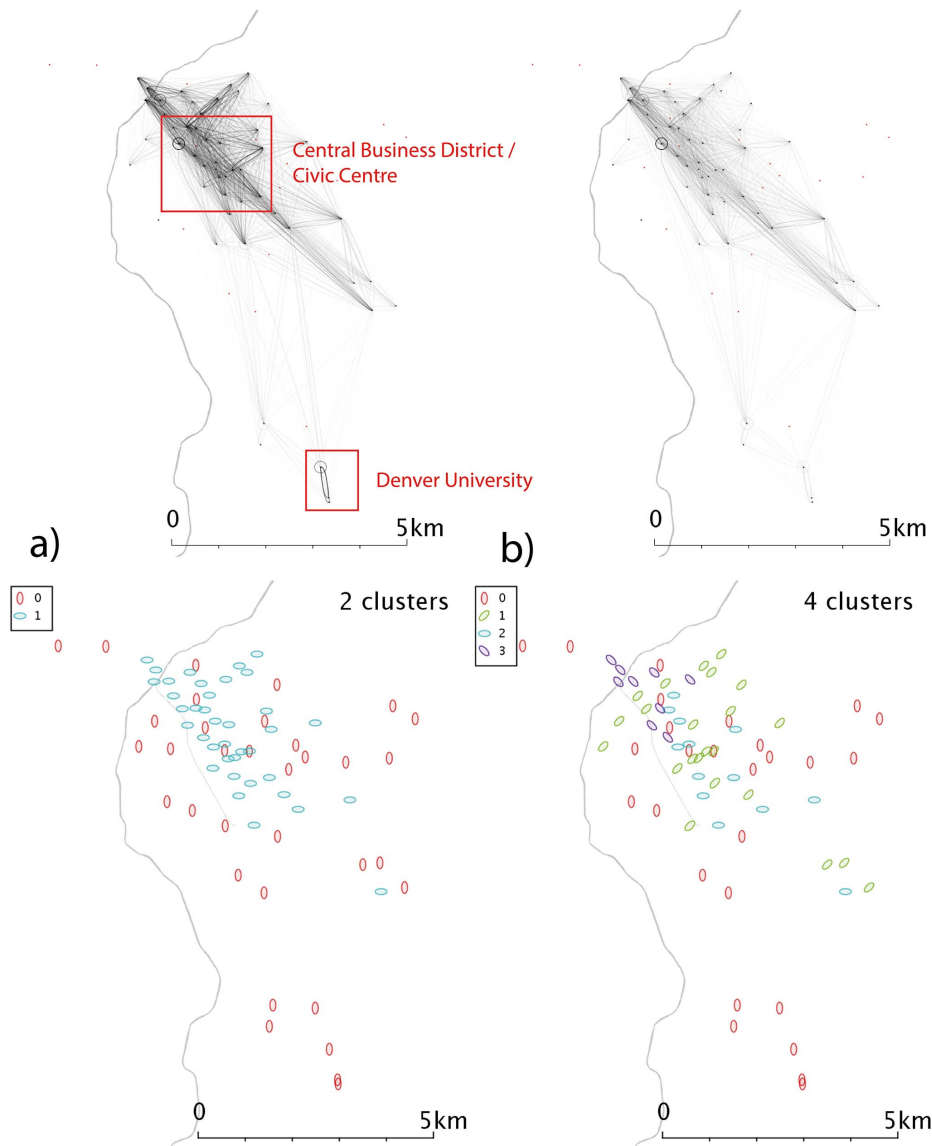 Central Business District /
Civic Centre
Denver University
0
5km
a)
0
5km
b)
0
1
2 clusters
0
1
2
3
4 clusters
0
5km
0
5km